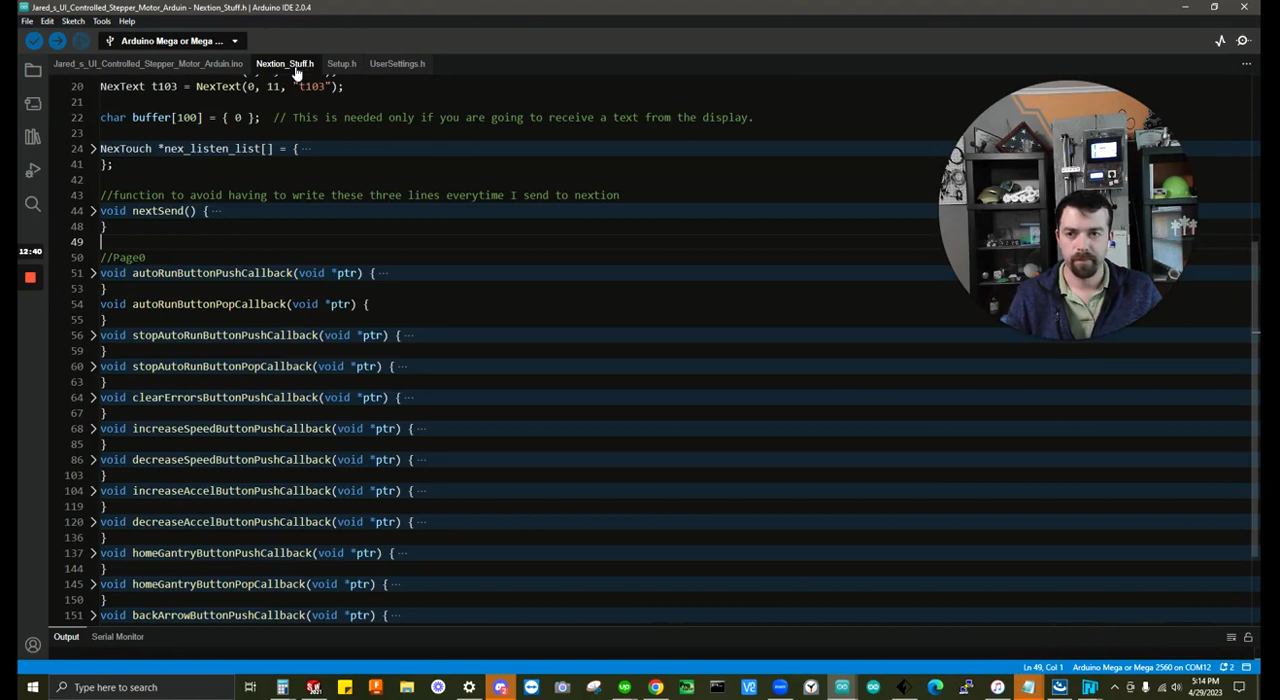 Jared_s_UI_Controlled_Stepper_Motor_Arduin - Nextion_Stuff.h | Arduino IDE 2.0.4
File Edit Sketch Tools Help
Arduino Mega or Mega ...
Jared_s_UI_Controlled_Stepper_Motor_Arduin.ino Nextion_Stuff.h Setup.h UserSettings.h
20 NexText t103 = NexText(0, 11, "t103");
21
22 char buffer[100] = { 0 };  // This is needed only if you are going to receive a text from the display.
23
24 NexTouch *nex_listen_list[] = { ...
41 };
42
43 //function to avoid having to write these three lines everytime I send to nextion
44 void nextSend() { ...
48 }
49
50 //Page0
51 void autoRunButtonPushCallback(void *ptr) { ...
53 }
54 void autoRunButtonPopCallback(void *ptr) {
55 }
56 void stopAutoRunButtonPushCallback(void *ptr) { ...
59 }
60 void stopAutoRunButtonPopCallback(void *ptr) { ...
63 }
64 void clearErrorsButtonPushCallback(void *ptr) { ...
67 }
68 void increaseSpeedButtonPushCallback(void *ptr) { ...
85 }
86 void decreaseSpeedButtonPushCallback(void *ptr) { ...
103 }
104 void increaseAccelButtonPushCallback(void *ptr) { ...
119 }
120 void decreaseAccelButtonPushCallback(void *ptr) { ...
136 }
137 void homeGantryButtonPushCallback(void *ptr) { ...
144 }
145 void homeGantryButtonPopCallback(void *ptr) { ...
150 }
151 void backArrowButtonPushCallback(void *ptr) { ...
12:40
Output Serial Monitor
Ln 49, Col 1 Arduino Mega or Mega 2560 on COM12 2
Type here to search
5:14 PM
4/29/2023